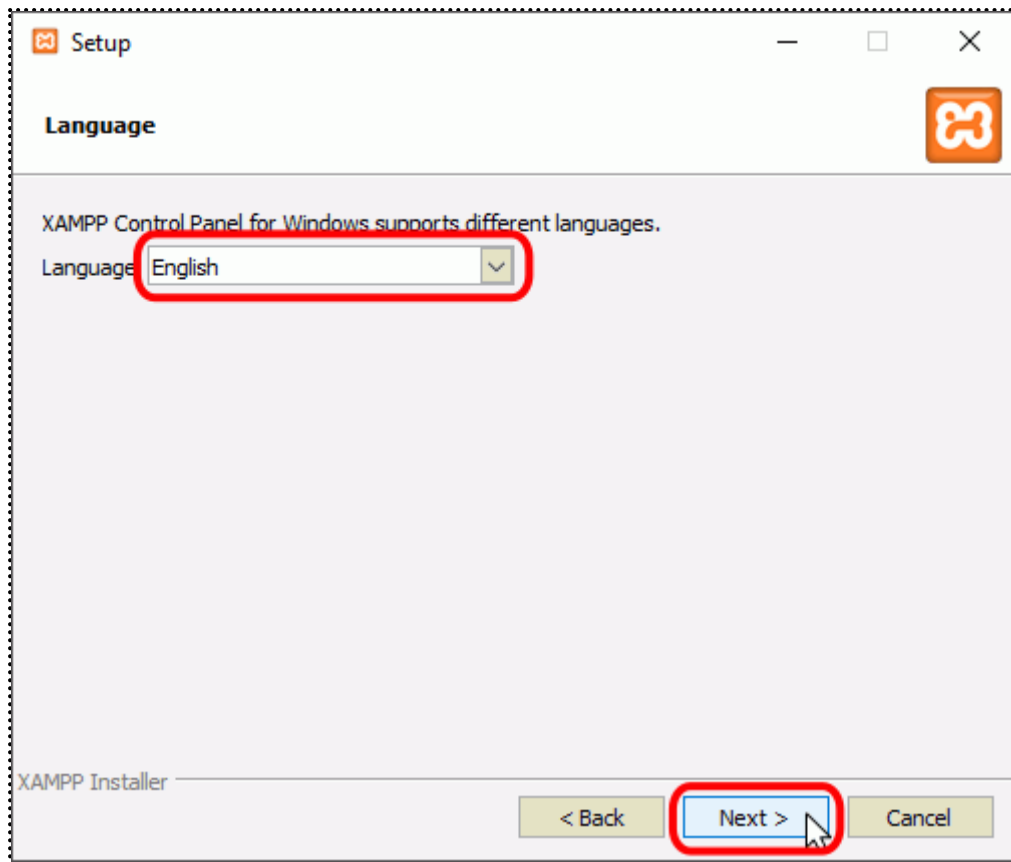 Setup
Language
XAMPP Control Panel for Windows supports different languages.
Language English
XAMPP Installer
< Back Next > Cancel